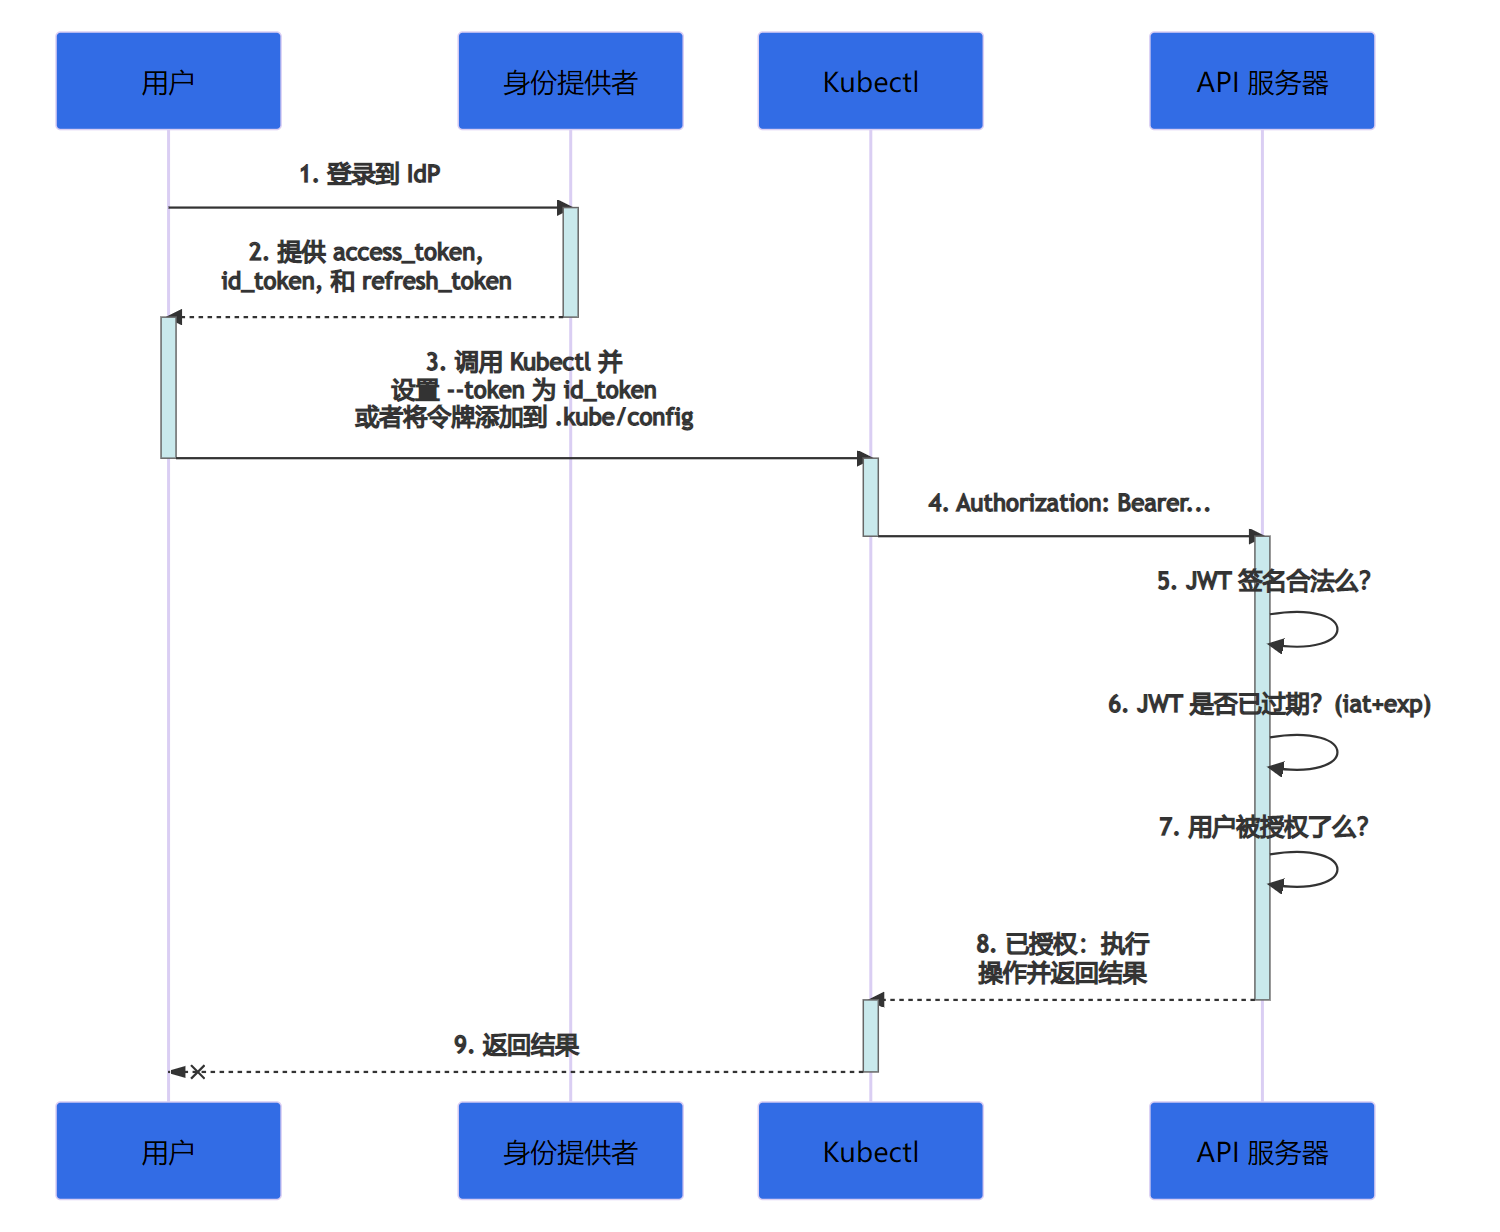 用户
身份提供者
Kubectl
API 服务器
1. 登录到 IdP
2. 提供 access_token,
id_token, 和 refresh_token
3. 调用 Kubectl 并
设置 --token 为 id_token
或者将令牌添加到 .kube/config
4. Authorization: Bearer...
5. JWT 签名合法么？
6. JWT 是否已过期？(iat+exp)
7. 用户被授权了么？
8. 已授权：执行
操作并返回结果
9. 返回结果
用户
身份提供者
Kubectl
API 服务器